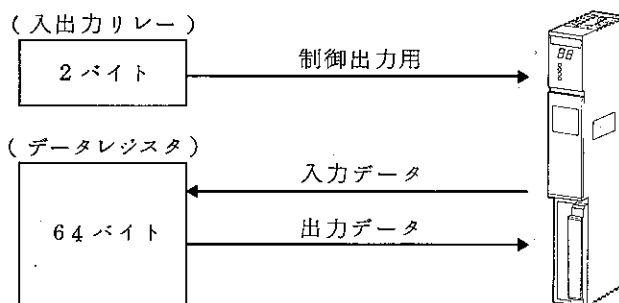 (入出力リレー)
2バイト
制御出力用
(データレジスタ)
64バイト
入力データ
出力データ